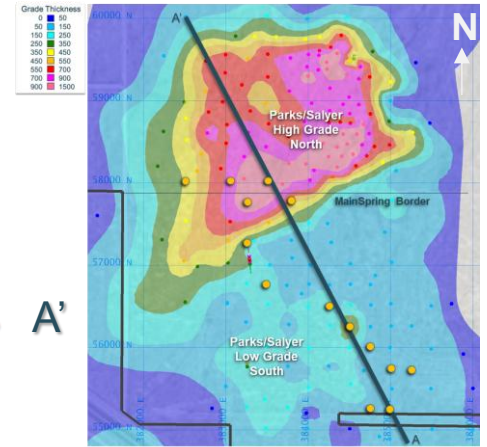 Grade Thickness
0 50
50 150
150 250
250 350
350 450
450 550
550 700
700 900
900 1500
A'
N
60000 N
59000 N
58000 N
57000 N
56000 N
55000 N
Parks/Salyer
High Grade
North
MainSpring Border
A'
Parks/Salyer
Low Grade
South
A